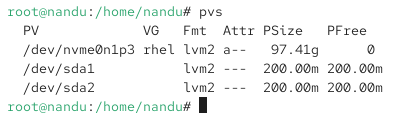 root@nandu:/home/nandu# pvs
PV VG Fmt Attr PSize PFree
/dev/nvme0n1p3 rhel lvm2 a-- 97.41g 0
/dev/sda1 lvm2 --- 200.00m 200.00m
/dev/sda2 lvm2 --- 200.00m 200.00m
root@nandu:/home/nandu#